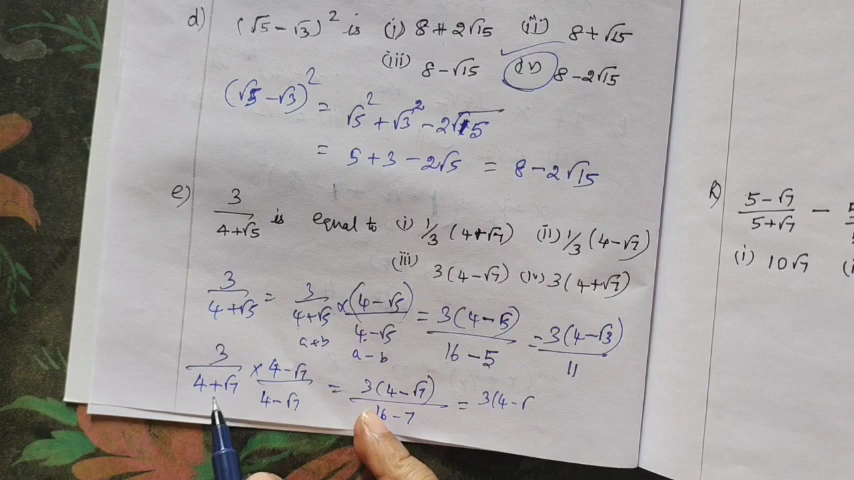 d) (√5 − √3)² is (i) 8 + 2√15 (ii) 8 + √15
(iii) 8 − √15 (iv) 8 − 2√15
(√5 − √3)² = √5² + √3² − 2√15
= 5 + 3 − 2√5 = 8 − 2√15
e) 3/(4+√5) is equal to (i) 1/3 (4+√7) (ii) 1/3 (4−√7)
(iii) 3(4−√7) (iv) 3(4+√7)
3/(4+√5) = 3/(4+√5) × (4−√5)/(4−√5) = 3(4−√5)/(16−5) = 3(4−√3)/11
a+b a−b
3/(4+√7) × (4−√7)/(4−√7) = 3(4−√7)/(16−7) = 3(4−√
(5−√7)/(5+√7) −
(i) 10√7